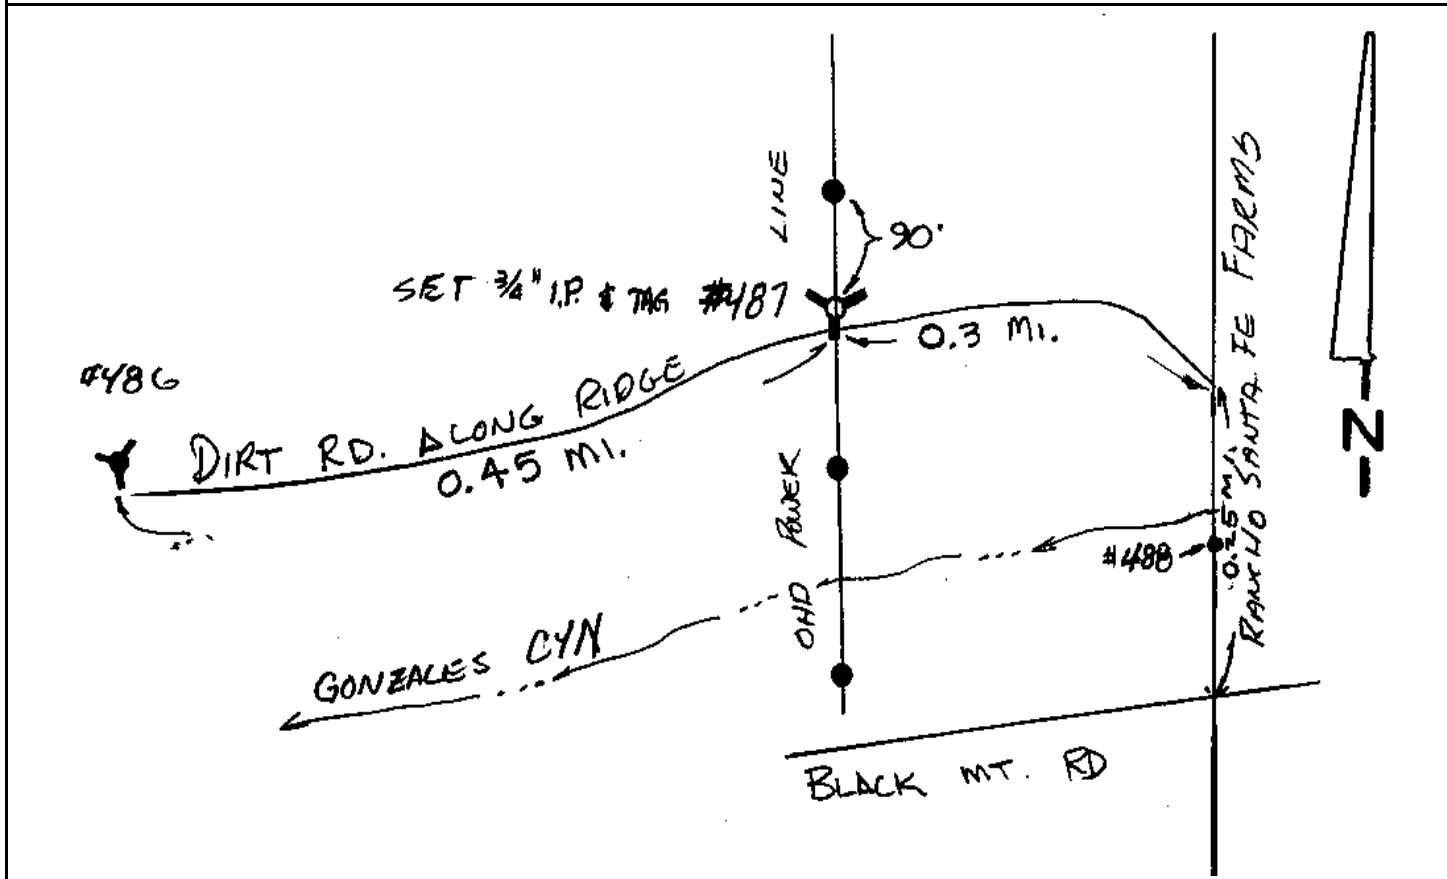 LINE
90'
SET 3/4" I.P. & TAG #487
0.3 MI.
#486
DIRT RD. ALONG RIDGE
0.45 MI.
OHD POWER
RANCHO SANTA FE FARMS
0.25 MI.
#488
N
GONZALES CYN
BLACK MT. RD